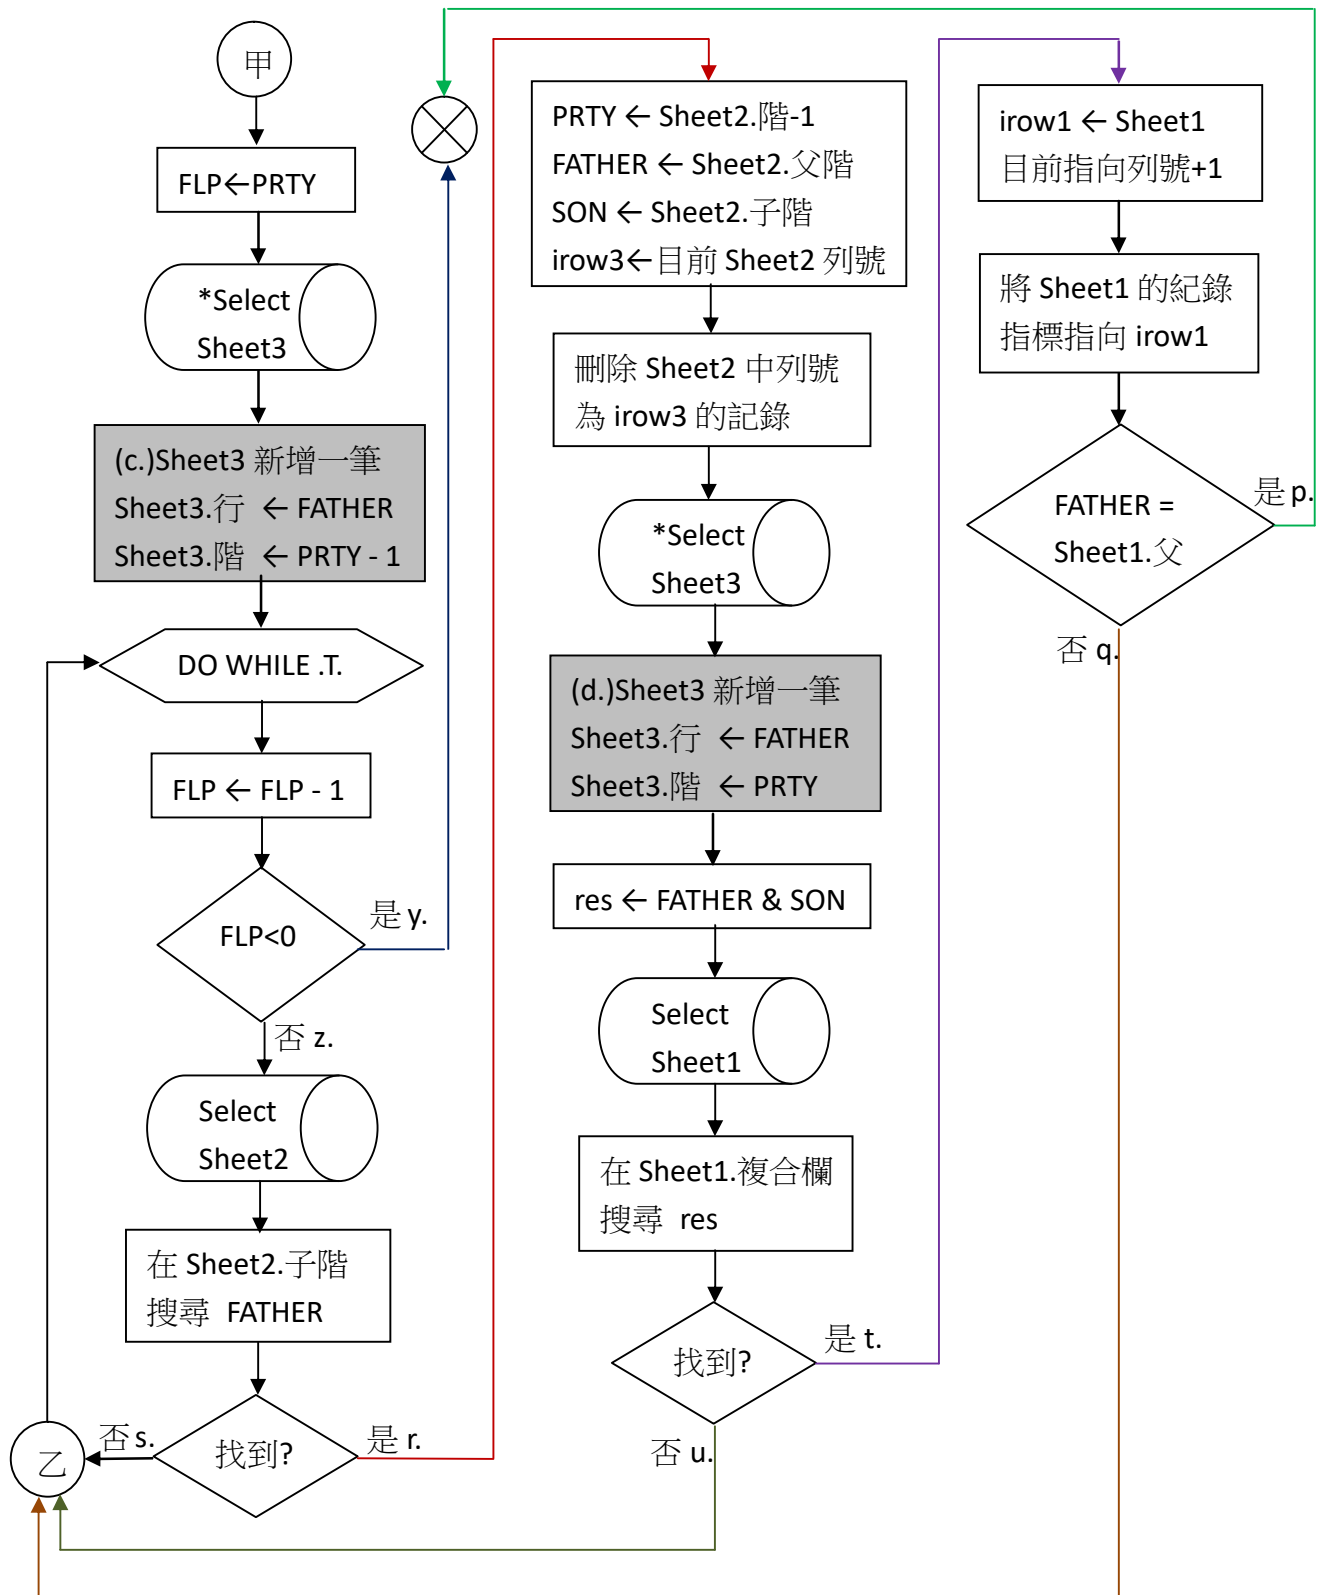 甲
FLP←PRTY
*Select
Sheet3
(c.)Sheet3 新增一筆
Sheet3.行 ← FATHER
Sheet3.階 ← PRTY - 1
DO WHILE .T.
FLP ← FLP - 1
FLP<0
是 y.
否 z.
Select
Sheet2
在 Sheet2.子階
搜尋 FATHER
找到?
否 s.
是 r.
乙
PRTY ← Sheet2.階-1
FATHER ← Sheet2.父階
SON ← Sheet2.子階
irow3←目前 Sheet2 列號
刪除 Sheet2 中列號
為 irow3 的記錄
*Select
Sheet3
(d.)Sheet3 新增一筆
Sheet3.行 ← FATHER
Sheet3.階 ← PRTY
res ← FATHER & SON
Select
Sheet1
在 Sheet1.複合欄
搜尋 res
找到?
是 t.
否 u.
irow1 ← Sheet1
目前指向列號+1
將 Sheet1 的紀錄
指標指向 irow1
FATHER =
Sheet1.父
是 p.
否 q.